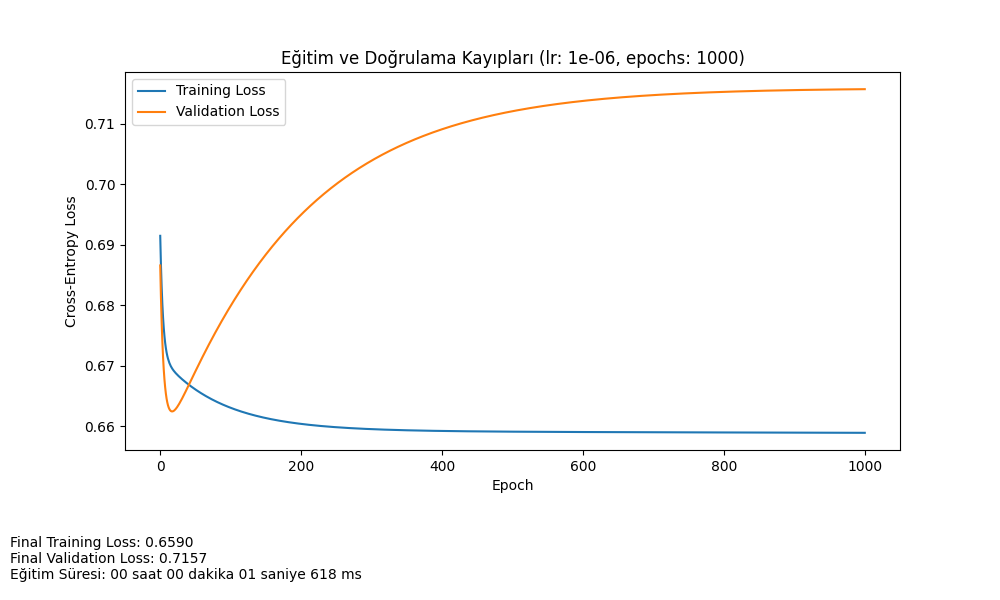 Eğitim ve Doğrulama Kayıpları (lr: 1e-06, epochs: 1000)
Training Loss
Validation Loss
Cross-Entropy Loss
0.71
0.70
0.69
0.68
0.67
0.66
0
200
400
600
800
1000
Epoch
Final Training Loss: 0.6590
Final Validation Loss: 0.7157
Eğitim Süresi: 00 saat 00 dakika 01 saniye 618 ms